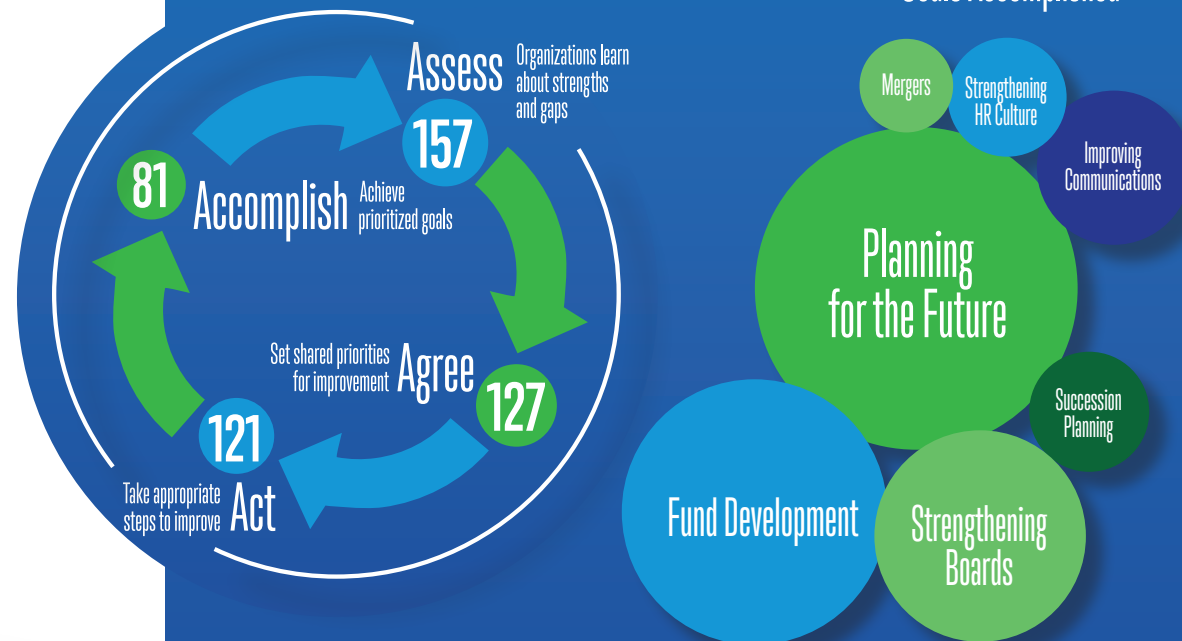 Assess
Organizations learn
about strengths
and gaps
157
81
Accomplish
Achieve
prioritized goals
Set shared priorities
for improvement
Agree
127
121
Take appropriate
steps to improve
Act
Mergers
Strengthening
HR Culture
Improving
Communications
Planning
for the Future
Succession
Planning
Fund Development
Strengthening
Boards